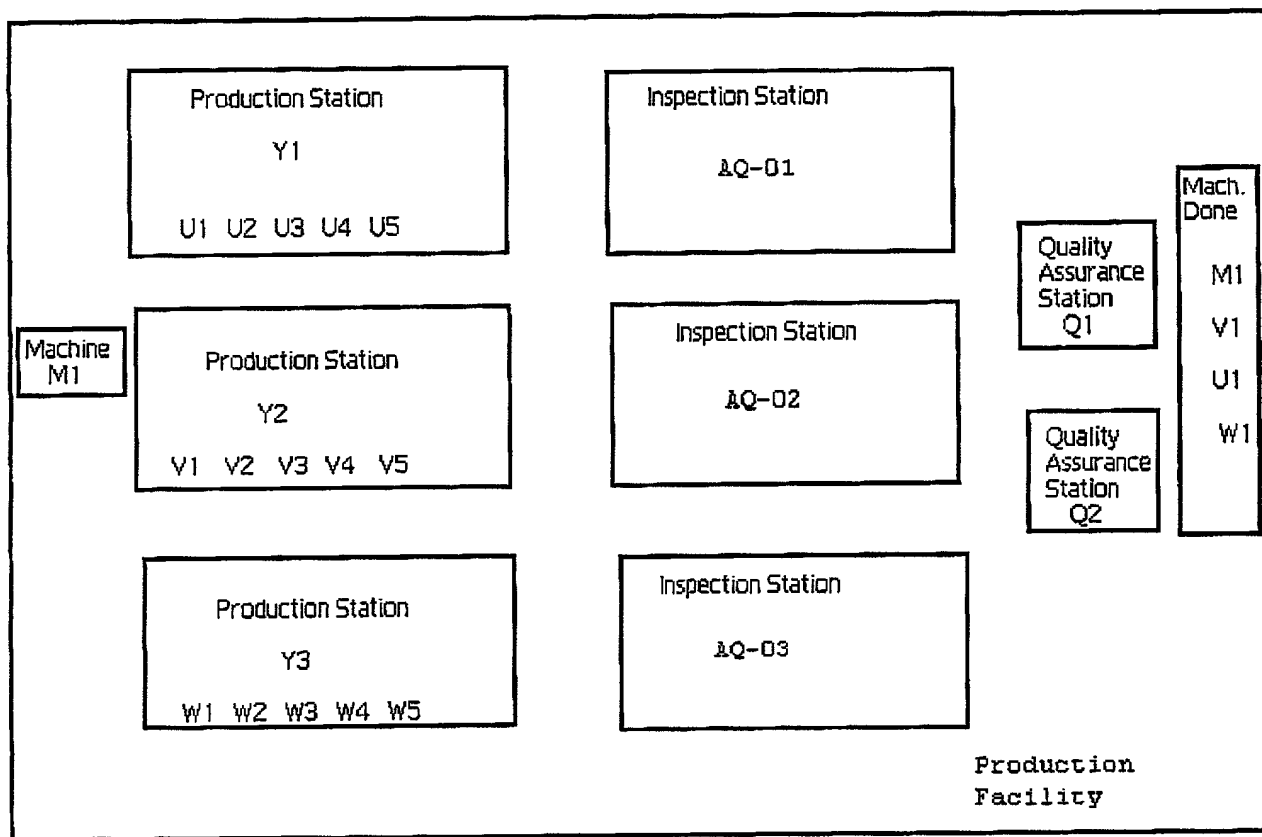 Production Station
Y1
U1 U2 U3 U4 U5
Inspection Station
AQ-01
Mach.
Done
M1
V1
U1
W1
Quality
Assurance
Station
Q1
Machine
M1
Production Station
Y2
V1 V2 V3 V4 V5
Inspection Station
AQ-02
Quality
Assurance
Station
Q2
Production Station
Y3
W1 W2 W3 W4 W5
Inspection Station
AQ-03
Production
Facility